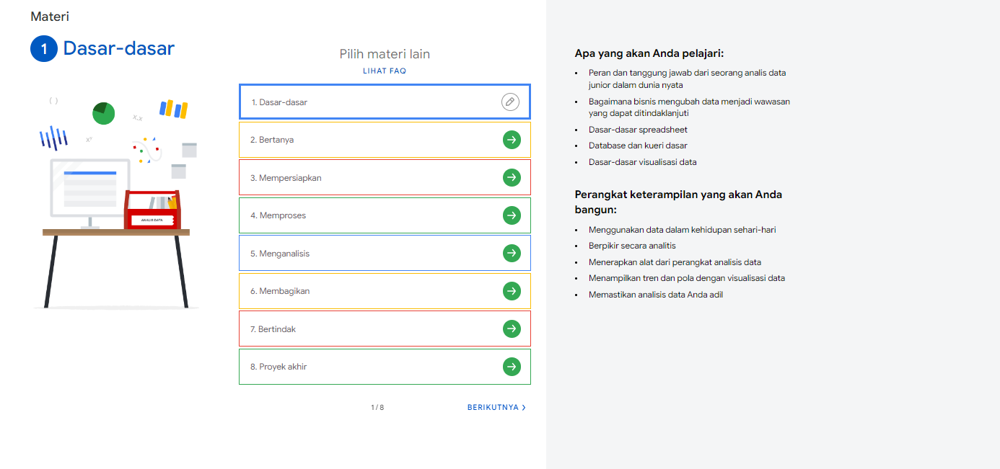 Materi
1 Dasar-dasar
( )
x.x
x^y
ANALIS DATA
Pilih materi lain
LIHAT FAQ
1. Dasar-dasar
2. Bertanya
3. Mempersiapkan
4. Memproses
5. Menganalisis
6. Membagikan
7. Bertindak
8. Proyek akhir
1 / 8
BERIKUTNYA
Apa yang akan Anda pelajari:
• Peran dan tanggung jawab dari seorang analis data
junior dalam dunia nyata
• Bagaimana bisnis mengubah data menjadi wawasan
yang dapat ditindaklanjuti
• Dasar-dasar spreadsheet
• Database dan kueri dasar
• Dasar-dasar visualisasi data
Perangkat keterampilan yang akan Anda
bangun:
• Menggunakan data dalam kehidupan sehari-hari
• Berpikir secara analitis
• Menerapkan alat dari perangkat analisis data
• Menampilkan tren dan pola dengan visualisasi data
• Memastikan analisis data Anda adil